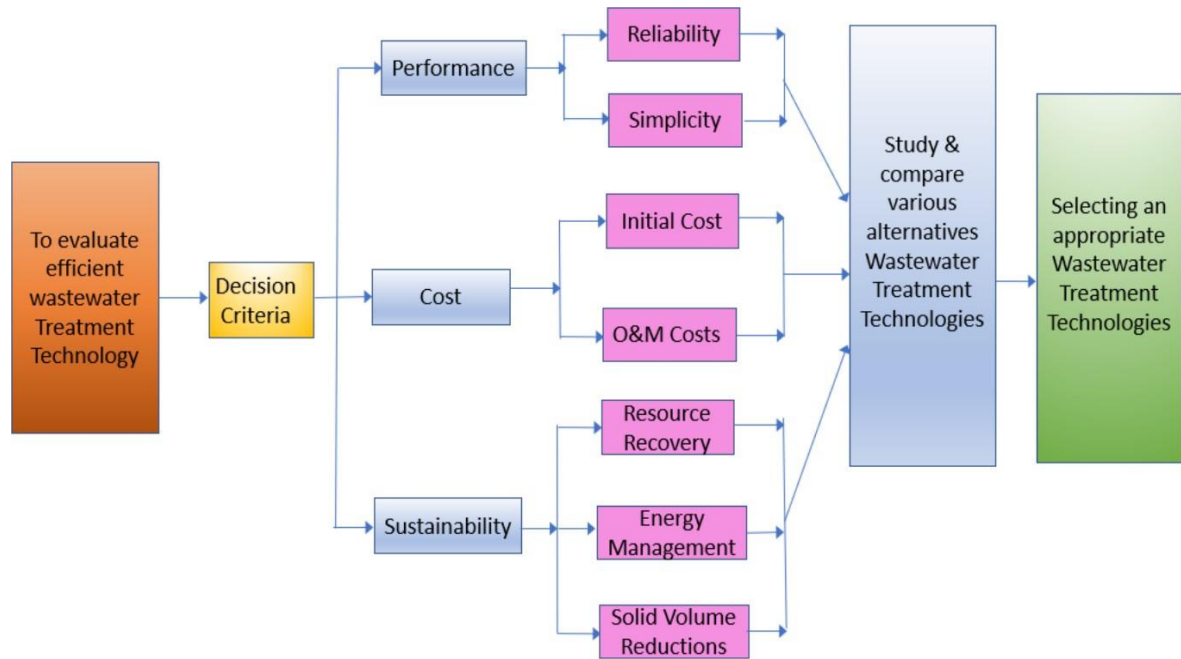 To evaluate
efficient
wastewater
Treatment
Technology
Decision
Criteria
Performance
Cost
Sustainability
Reliability
Simplicity
Initial Cost
O&M Costs
Resource
Recovery
Energy
Management
Solid Volume
Reductions
Study &
compare
various
alternatives
Wastewater
Treatment
Technologies
Selecting an
appropriate
Wastewater
Treatment
Technologies